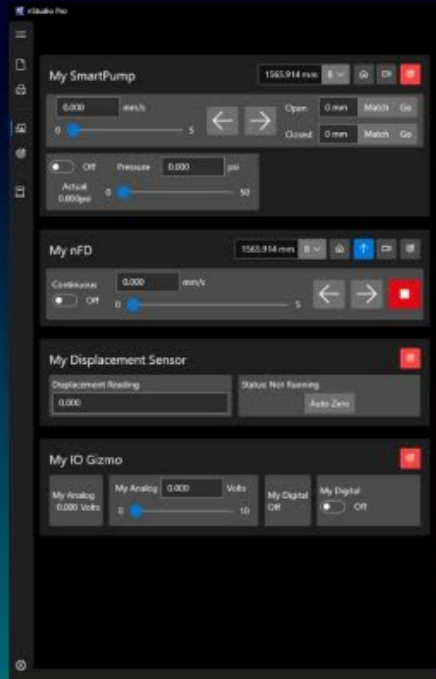 nStudio Pro
My SmartPump
1565.914 mm B
0.000 mm/s
Open 0 mm Match Go
0 5
Closed 0 mm Match Go
Off Pressure 0.000 psi
Actual
0.000psi
0 50
My nFD
1565.914 mm B
Continuous 0.000 mm/s
Off
0 5
My Displacement Sensor
Displacement Reading
0.000
Status Not Running
Auto Zero
My IO Gizmo
My Analog
0.000 Volts
My Analog 0.000 Volts
0 10
My Digital
Off
My Digital
Off